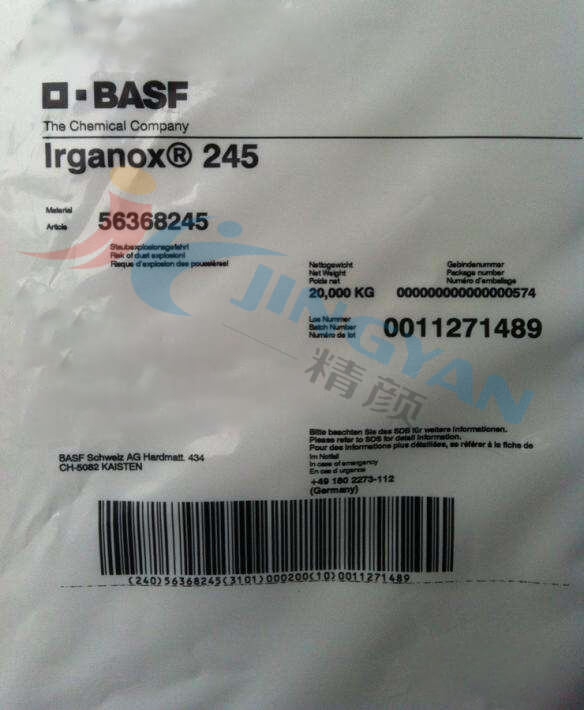 BASF
The Chemical Company
Irganox® 245
Material
Article
56368245
Staubexplosionsgefahr!
Risk of dust explosion!
Risque d'explosion des poussières!
Nettogewicht
Net Weight
Poids net
20,000 KG
Gebindenummer
Package number
Numéro d'emballage
000000000000000574
Los Nummer
Batch Number
Numéro de lot
0011271489
JINGYAN
精颜
Bitte beachten Sie das SDS für weitere Informationen.
Please refer to SDS for detail information.
Pour des informations plus détaillées, se référer à la fiche de
Im Notfall
In case of emergency
En cas d'urgence
+49 180 2273-112
(Germany)
BASF Schweiz AG Hardmatt. 434
CH-5082 KAISTEN
(240)56368245(3101)000200(10)0011271489